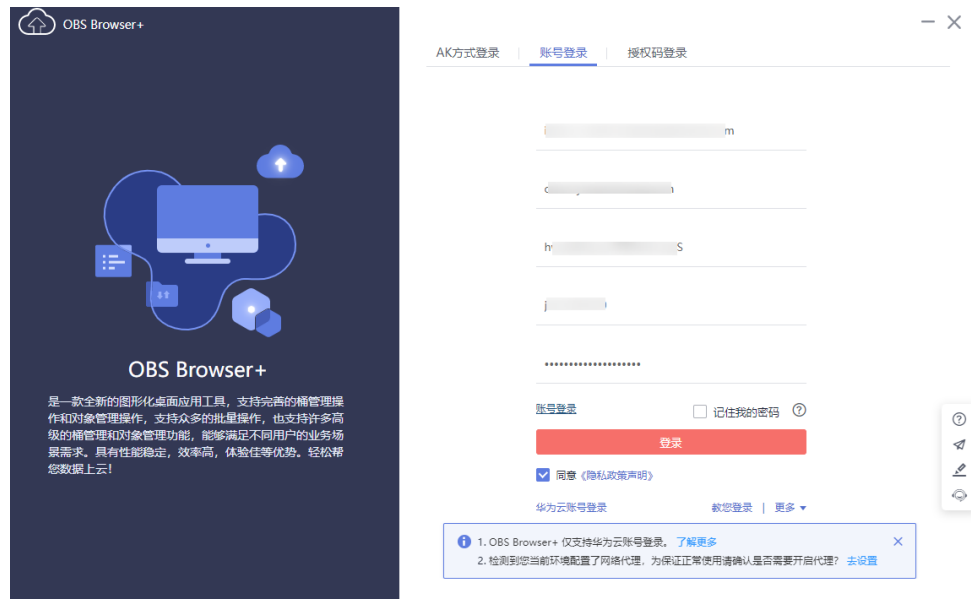 OBS Browser+
AK方式登录
账号登录
授权码登录
OBS Browser+
是一款全新的图形化桌面应用工具，支持完善的桶管理操
作和对象管理操作，支持众多的批量操作，也支持许多高
级的桶管理和对象管理功能，能够满足不同用户的业务场
景需求。具有性能稳定，效率高，体验佳等优势。轻松帮
您数据上云！
账号登录
记住我的密码
登录
同意《隐私政策声明》
华为云账号登录
教您登录 | 更多
1. OBS Browser+ 仅支持华为云账号登录。 了解更多
2. 检测到您当前环境配置了网络代理，为保证正常使用请确认是否需要开启代理？ 去设置